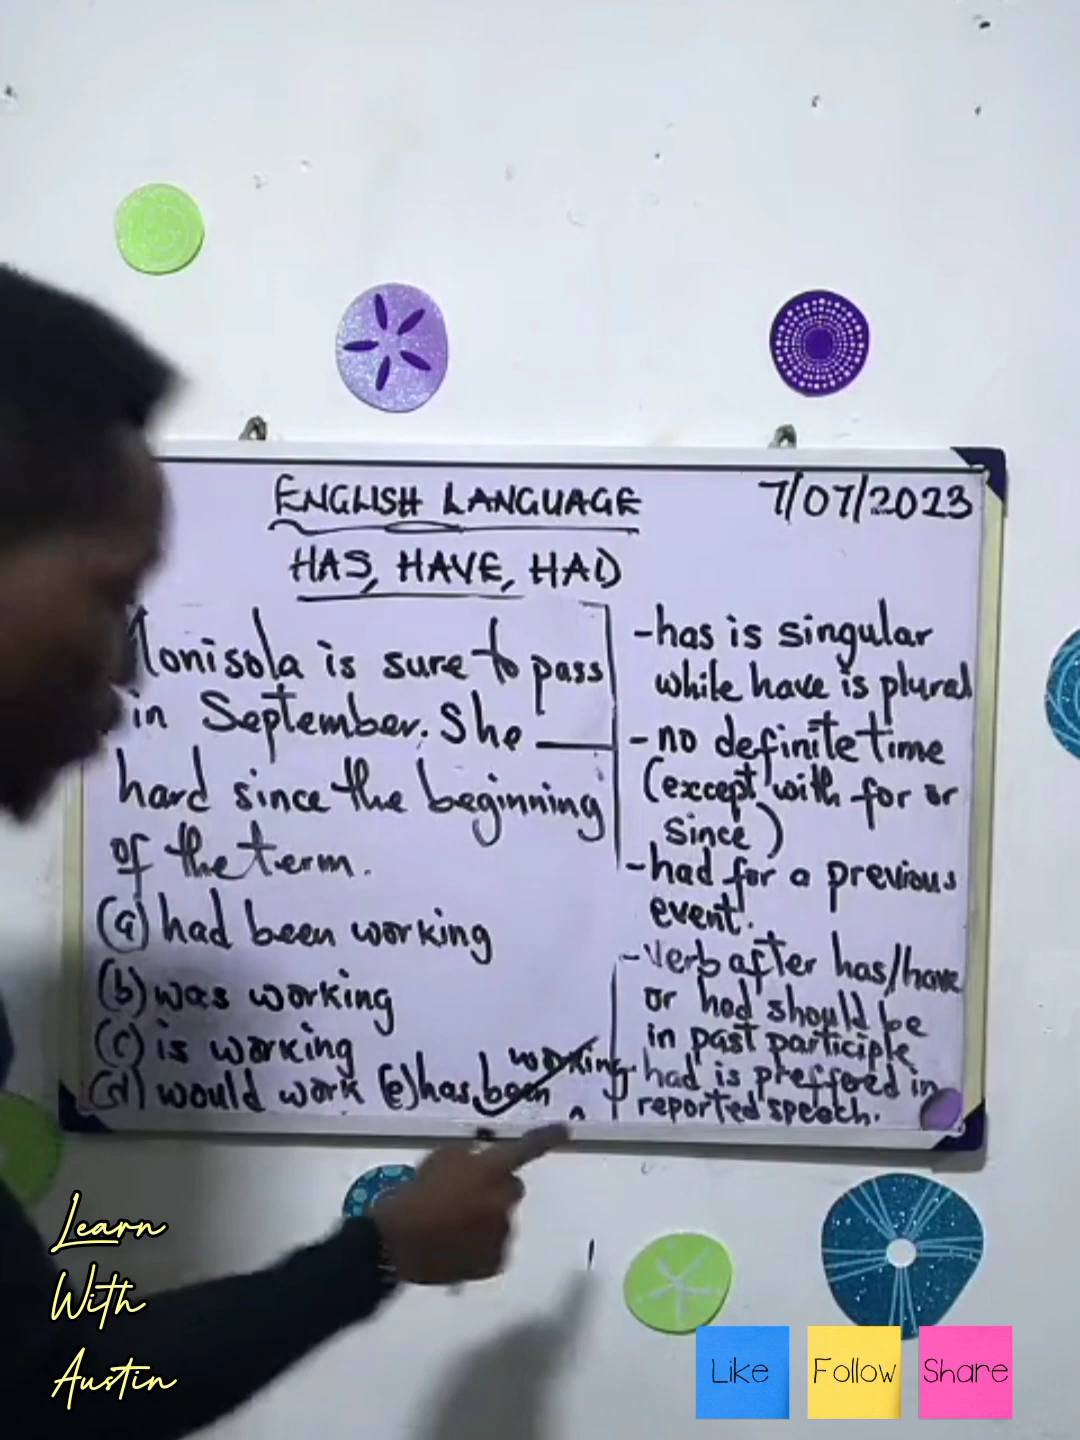 ENGLISH LANGUAGE
7/07/2023
HAS, HAVE, HAD
onisola is sure to pass
in September. She ___
hard since the beginning
of the term.
(a) had been working
(b) was working
(c) is working
(d) would work (e) has been working
-has is singular
while have is plural
-no definite time
(except with for or
since)
-had for a previous
event.
-Verb after has/have
or had should be
in past participle
-had is preffered in
reported speech.
Learn
With
Austin
Like
Follow
Share